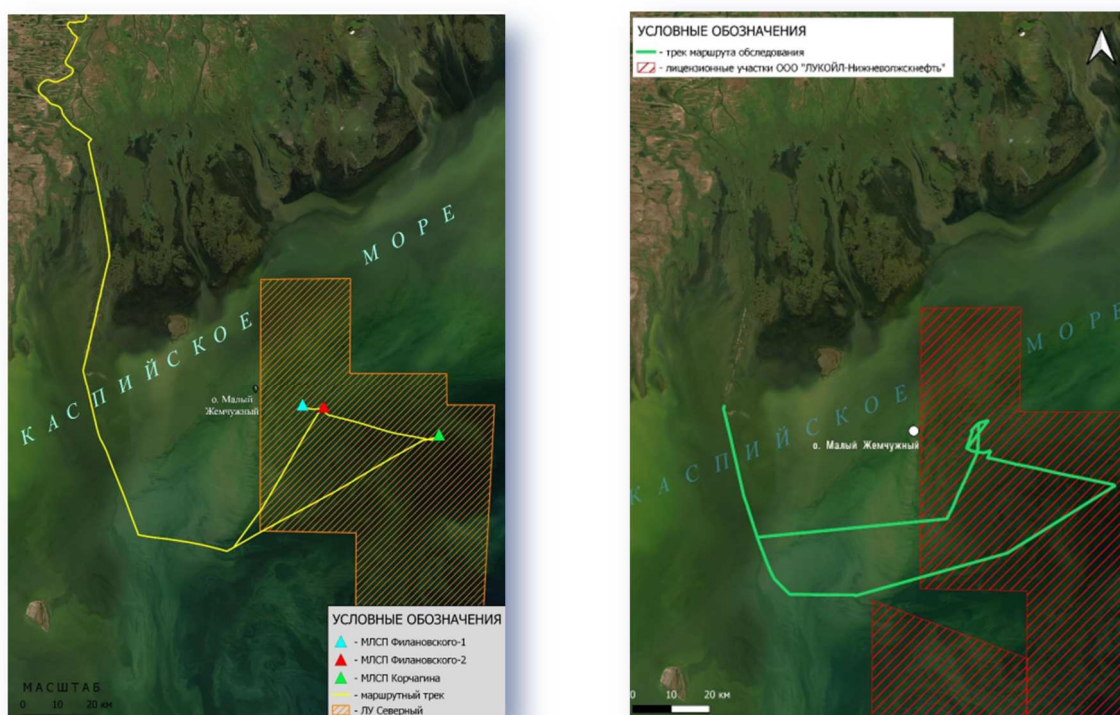 КАСПИЙСКОЕ МОРЕ
о. Малый
Жемчужный
МАСШТАБ
0 10 20 км
УСЛОВНЫЕ ОБОЗНАЧЕНИЯ
- МЛСП Филановского-1
- МЛСП Филановского-2
- МЛСП Корчагина
- маршрутный трек
- ЛУ Северный
УСЛОВНЫЕ ОБОЗНАЧЕНИЯ
- трек маршрута обследования
- лицензионные участки ООО "ЛУКОЙЛ-Нижневолжскнефть"
КАСПИЙСКОЕ МОРЕ
о. Малый Жемчужный
0 10 20 км